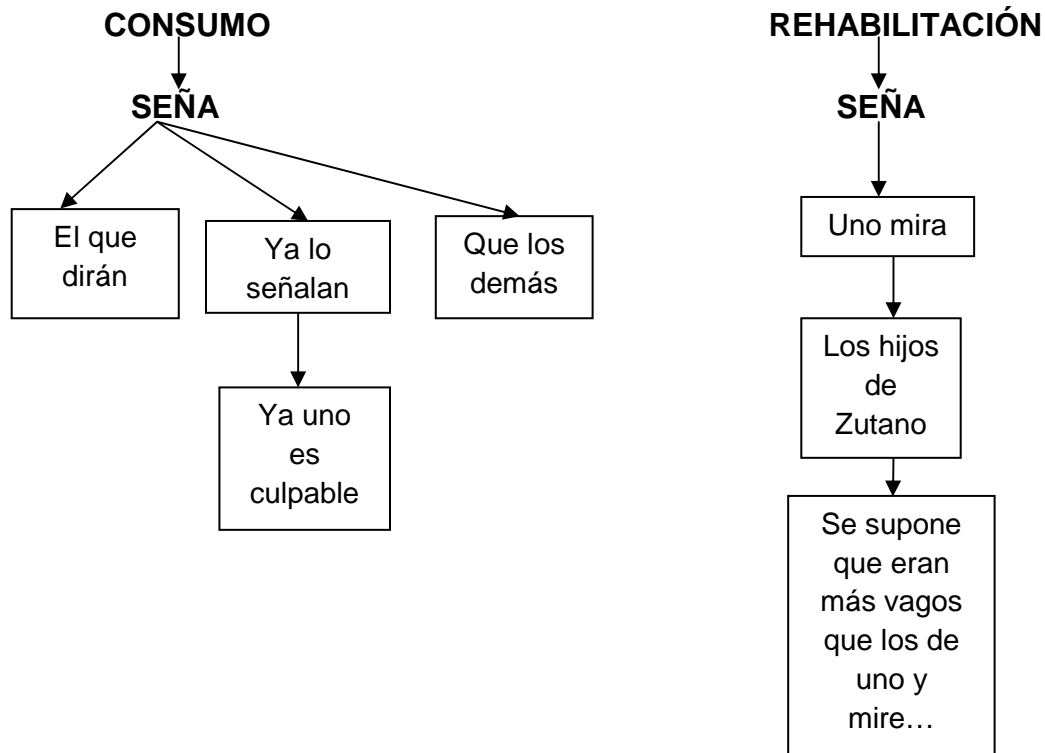 CONSUMO
SEÑA
El que
dirán
Ya lo
señalan
Que los
demás
Ya uno
es
culpable
REHABILITACIÓN
SEÑA
Uno mira
Los hijos
de
Zutano
Se supone
que eran
más vagos
que los de
uno y
mire…